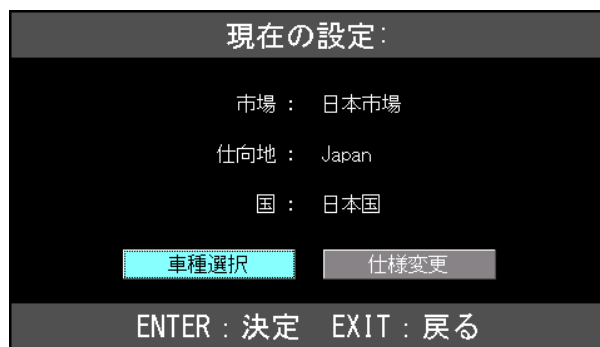 現在の設定:
市場： 日本市場
仕向地： Japan
国： 日本国
車種選択 仕様変更
ENTER：決定 EXIT：戻る